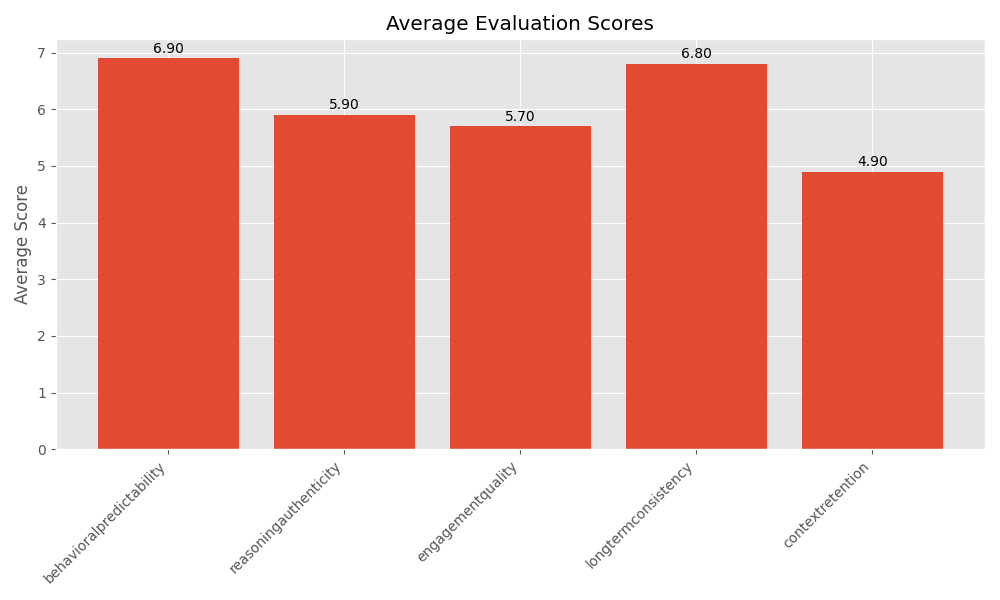 Average Evaluation Scores
Average Score
7
6
5
4
3
2
1
0
6.90
5.90
5.70
6.80
4.90
behavioralpredictability
reasoningauthenticity
engagementquality
longtermconsistency
contextretention